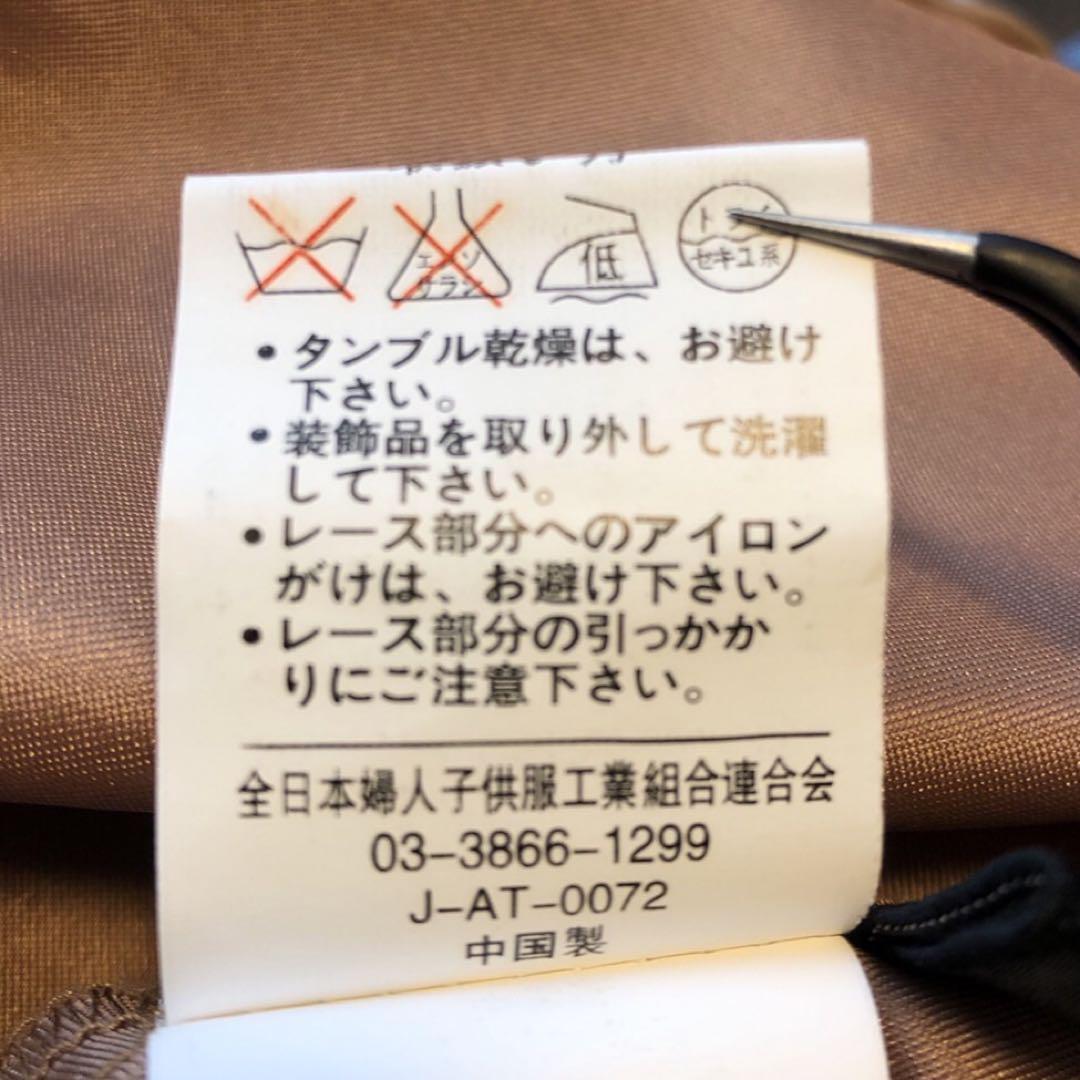 エンソ
サラシ
低
ドライ
セキユ系
・タンブル乾燥は、お避け
下さい。
・装飾品を取り外して洗濯
して下さい。
・レース部分へのアイロン
がけは、お避け下さい。
・レース部分の引っかか
りにご注意下さい。
全日本婦人子供服工業組合連合会
03-3866-1299
J-AT-0072
中国製